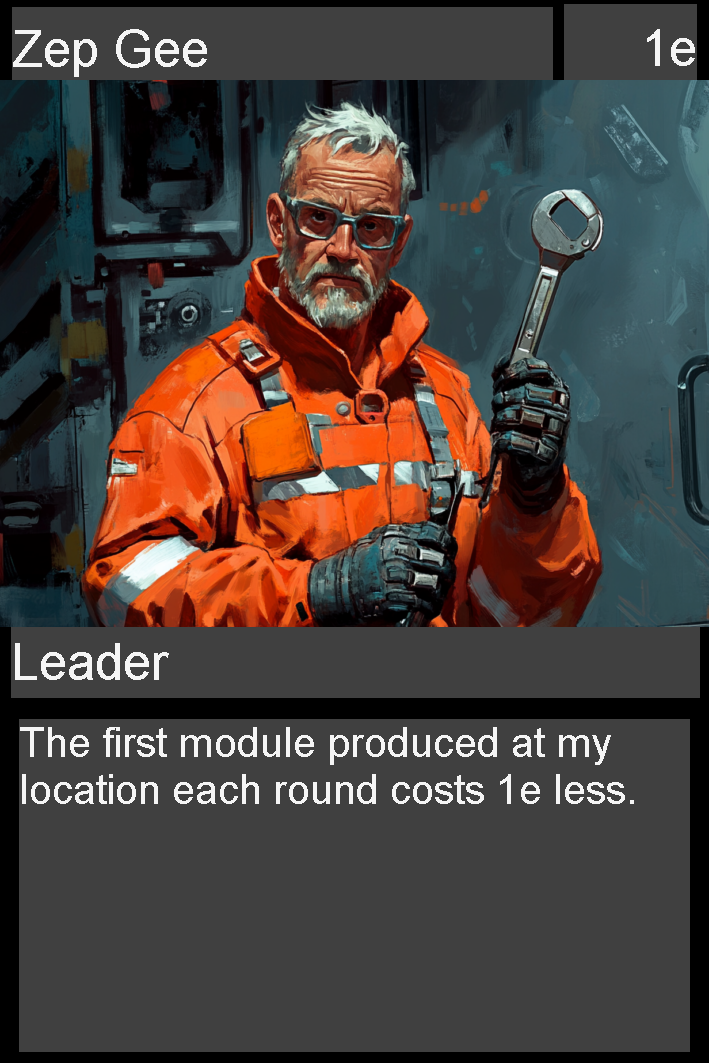 Zep Gee
1e
Leader
The first module produced at my
location each round costs 1e less.